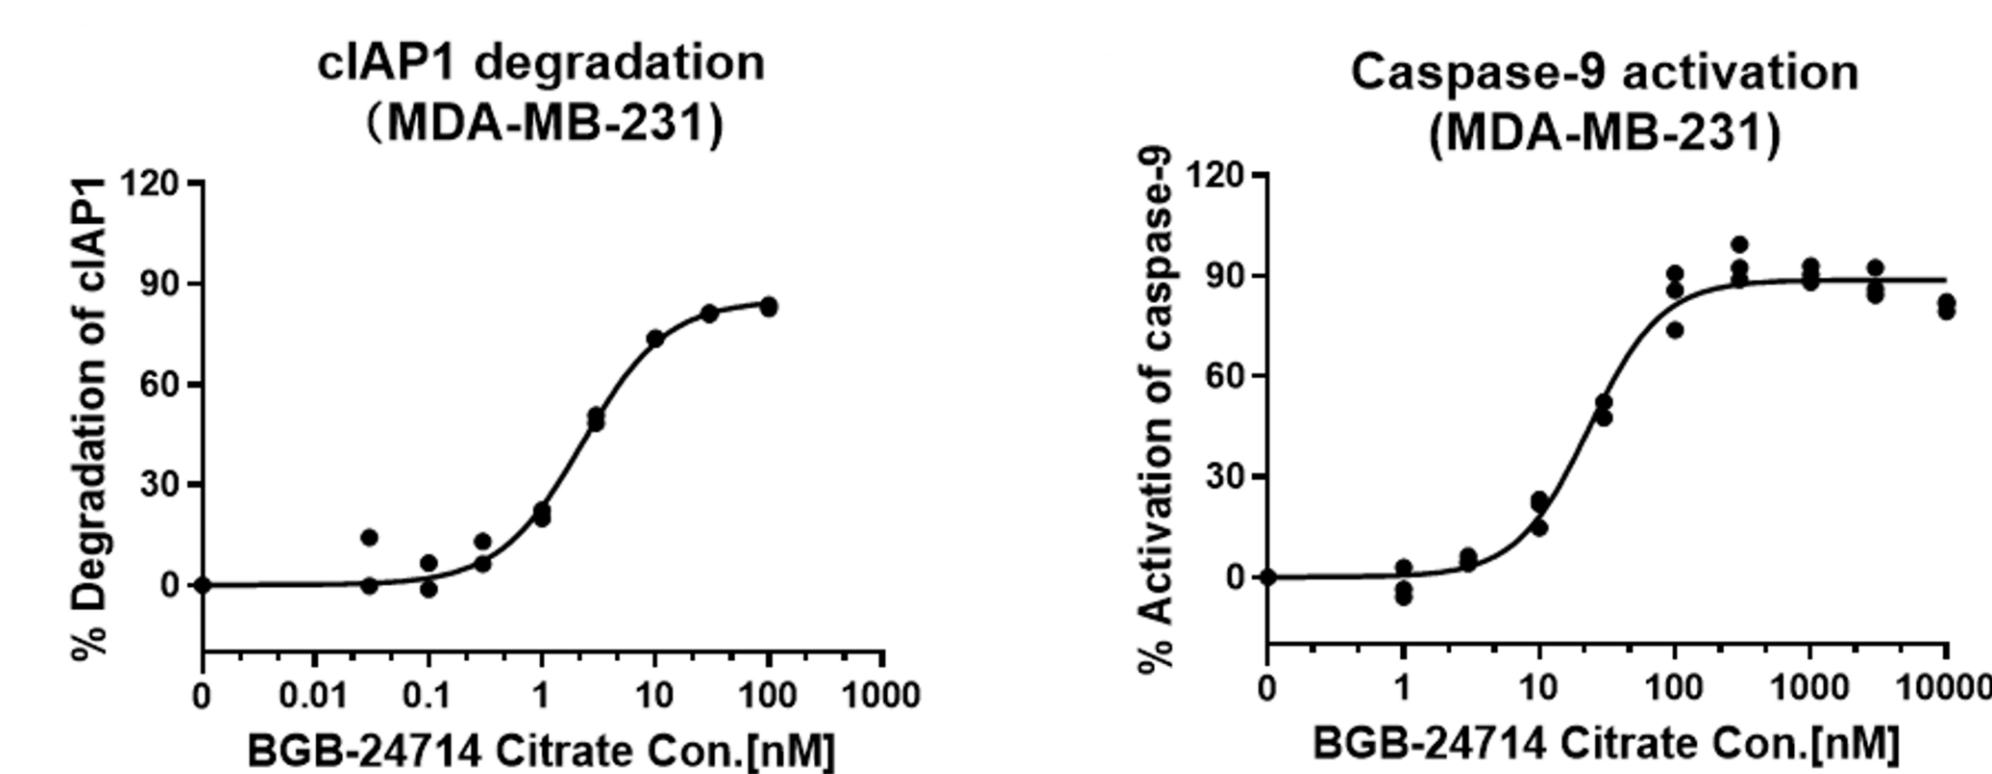 cIAP1 degradation
（MDA-MB-231)
% Degradation of cIAP1
120
90
60
30
0
0 0.01 0.1 1 10 100 1000
BGB-24714 Citrate Con.[nM]
Caspase-9 activation
(MDA-MB-231)
% Activation of caspase-9
120
90
60
30
0
0 1 10 100 1000 10000
BGB-24714 Citrate Con.[nM]